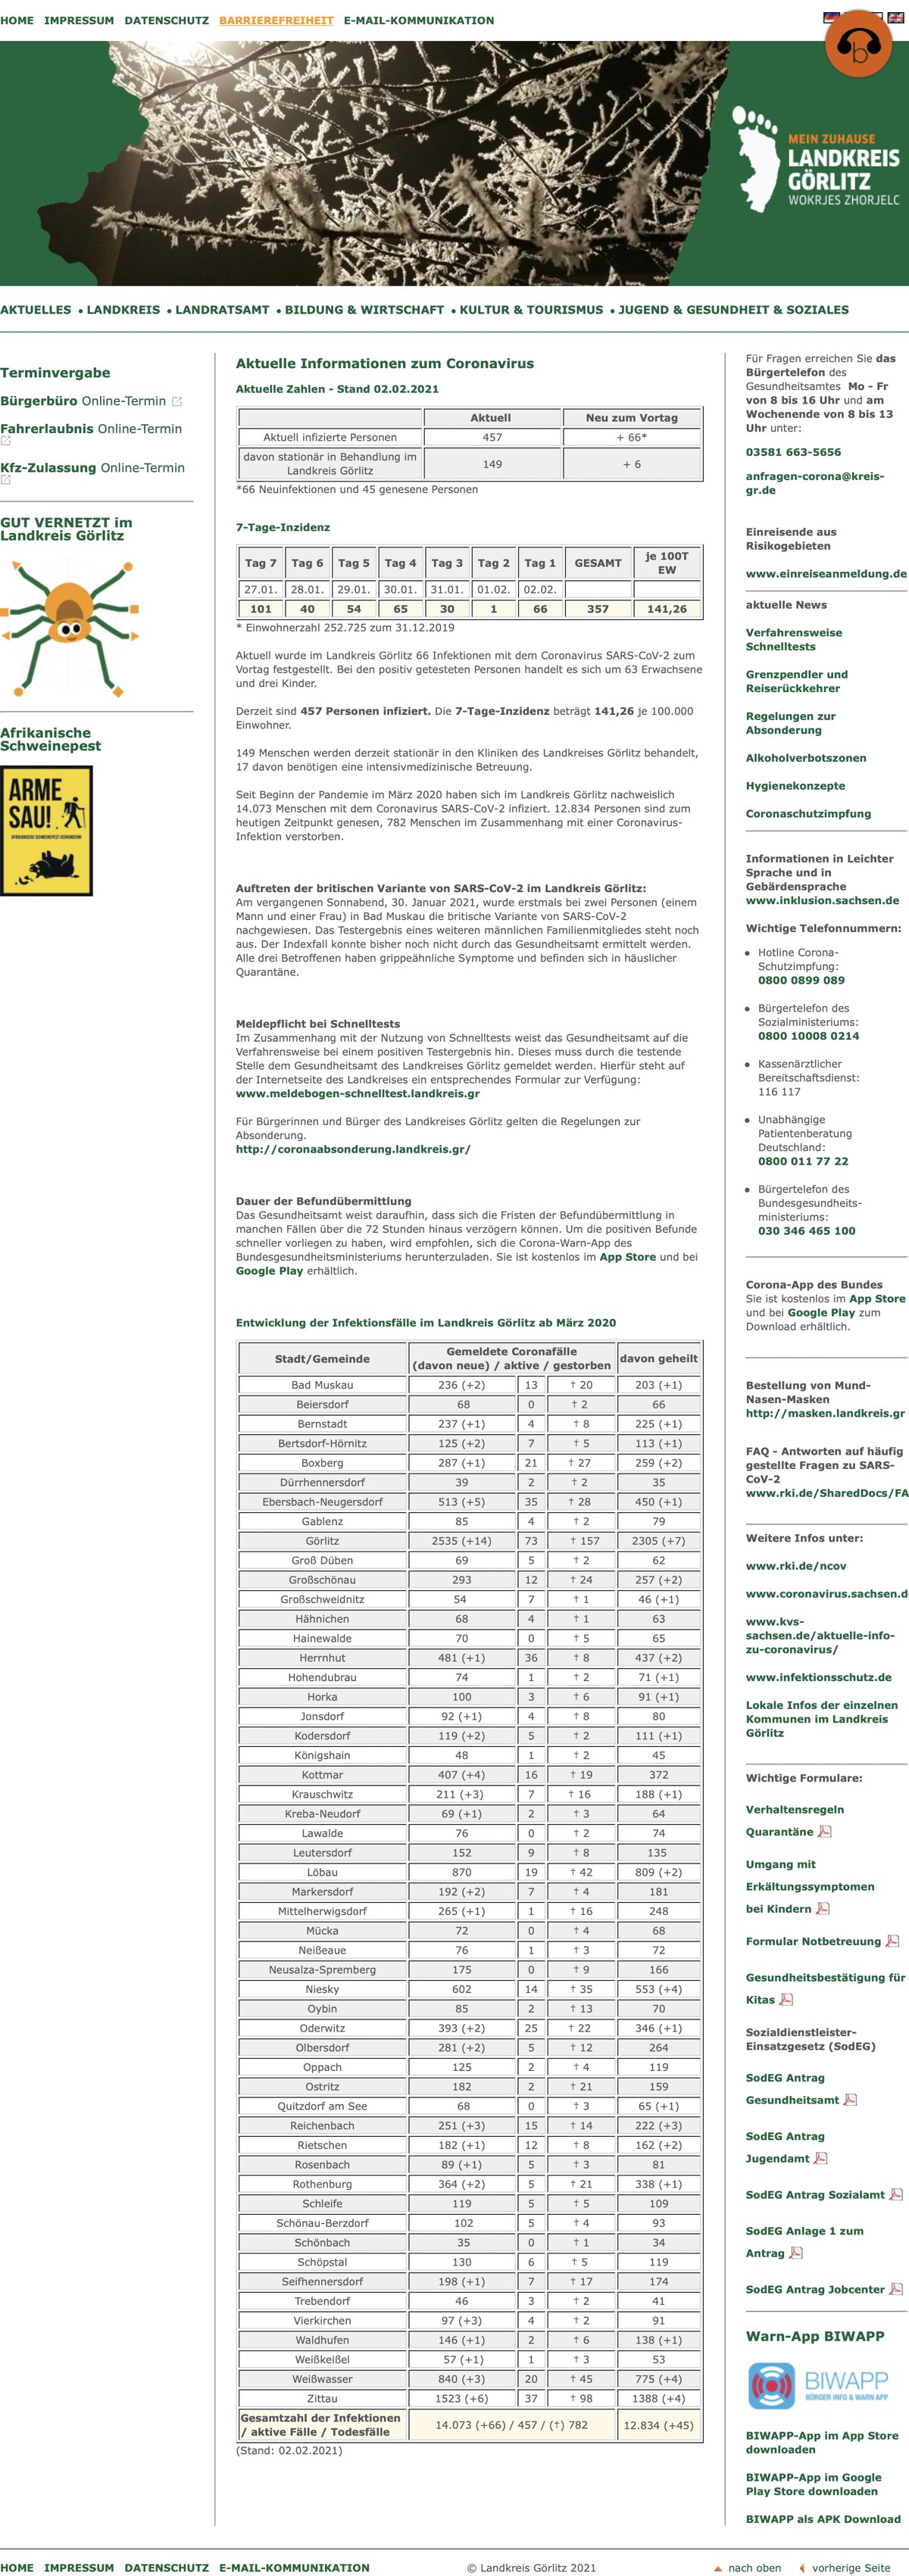 HOME IMPRESSUM DATENSCHUTZ BARRIEREFREIHEIT E-MAIL-KOMMUNIKATION
MEIN ZUHAUSE
LANDKREIS
GÖRLITZ
WOKRJES ZHORJELC
AKTUELLES • LANDKREIS • LANDRATSAMT • BILDUNG & WIRTSCHAFT • KULTUR & TOURISMUS • JUGEND & GESUNDHEIT & SOZIALES
Terminvergabe
Bürgerbüro Online-Termin
Fahrerlaubnis Online-Termin
Kfz-Zulassung Online-Termin
GUT VERNETZT im
Landkreis Görlitz
Afrikanische
Schweinepest
ARME
SAU!
AFRIKANISCHE SCHWEINEPEST VERHINDERN!
Aktuelle Informationen zum Coronavirus
Aktuelle Zahlen - Stand 02.02.2021
Aktuell Neu zum Vortag
Aktuell infizierte Personen 457 + 66*
davon stationär in Behandlung im
Landkreis Görlitz 149 + 6
*66 Neuinfektionen und 45 genesene Personen
7-Tage-Inzidenz
Tag 7 Tag 6 Tag 5 Tag 4 Tag 3 Tag 2 Tag 1 GESAMT je 100T
EW
27.01. 28.01. 29.01. 30.01. 31.01. 01.02. 02.02.
101 40 54 65 30 1 66 357 141,26
* Einwohnerzahl 252.725 zum 31.12.2019
Aktuell wurde im Landkreis Görlitz 66 Infektionen mit dem Coronavirus SARS-CoV-2 zum
Vortag festgestellt. Bei den positiv getesteten Personen handelt es sich um 63 Erwachsene
und drei Kinder.
Derzeit sind 457 Personen infiziert. Die 7-Tage-Inzidenz beträgt 141,26 je 100.000
Einwohner.
149 Menschen werden derzeit stationär in den Kliniken des Landkreises Görlitz behandelt,
17 davon benötigen eine intensivmedizinische Betreuung.
Seit Beginn der Pandemie im März 2020 haben sich im Landkreis Görlitz nachweislich
14.073 Menschen mit dem Coronavirus SARS-CoV-2 infiziert. 12.834 Personen sind zum
heutigen Zeitpunkt genesen, 782 Menschen im Zusammenhang mit einer Coronavirus-
Infektion verstorben.
Auftreten der britischen Variante von SARS-CoV-2 im Landkreis Görlitz:
Am vergangenen Sonnabend, 30. Januar 2021, wurde erstmals bei zwei Personen (einem
Mann und einer Frau) in Bad Muskau die britische Variante von SARS-CoV-2
nachgewiesen. Das Testergebnis eines weiteren männlichen Familienmitgliedes steht noch
aus. Der Indexfall konnte bisher noch nicht durch das Gesundheitsamt ermittelt werden.
Alle drei Betroffenen haben grippeähnliche Symptome und befinden sich in häuslicher
Quarantäne.
Meldepflicht bei Schnelltests
Im Zusammenhang mit der Nutzung von Schnelltests weist das Gesundheitsamt auf die
Verfahrensweise bei einem positiven Testergebnis hin. Dieses muss durch die testende
Stelle dem Gesundheitsamt des Landkreises Görlitz gemeldet werden. Hierfür steht auf
der Internetseite des Landkreises ein entsprechendes Formular zur Verfügung:
www.meldebogen-schnelltest.landkreis.gr
Für Bürgerinnen und Bürger des Landkreises Görlitz gelten die Regelungen zur
Absonderung.
http://coronaabsonderung.landkreis.gr/
Dauer der Befundübermittlung
Das Gesundheitsamt weist daraufhin, dass sich die Fristen der Befundübermittlung in
manchen Fällen über die 72 Stunden hinaus verzögern können. Um die positiven Befunde
schneller vorliegen zu haben, wird empfohlen, sich die Corona-Warn-App des
Bundesgesundheitsministeriums herunterzuladen. Sie ist kostenlos im App Store und bei
Google Play erhältlich.
Entwicklung der Infektionsfälle im Landkreis Görlitz ab März 2020
Stadt/Gemeinde Gemeldete Coronafälle
(davon neue) / aktive / gestorben davon geheilt
Bad Muskau 236 (+2) 13 † 20 203 (+1)
Beiersdorf 68 0 † 2 66
Bernstadt 237 (+1) 4 † 8 225 (+1)
Bertsdorf-Hörnitz 125 (+2) 7 † 5 113 (+1)
Boxberg 287 (+1) 21 † 27 259 (+2)
Dürrhennersdorf 39 2 † 2 35
Ebersbach-Neugersdorf 513 (+5) 35 † 28 450 (+1)
Gablenz 85 4 † 2 79
Görlitz 2535 (+14) 73 † 157 2305 (+7)
Groß Düben 69 5 † 2 62
Großschönau 293 12 † 24 257 (+2)
Großschweidnitz 54 7 † 1 46 (+1)
Hähnichen 68 4 † 1 63
Hainewalde 70 0 † 5 65
Herrnhut 481 (+1) 36 † 8 437 (+2)
Hohendubrau 74 1 † 2 71 (+1)
Horka 100 3 † 6 91 (+1)
Jonsdorf 92 (+1) 4 † 8 80
Kodersdorf 119 (+2) 5 † 2 111 (+1)
Königshain 48 1 † 2 45
Kottmar 407 (+4) 16 † 19 372
Krauschwitz 211 (+3) 7 † 16 188 (+1)
Kreba-Neudorf 69 (+1) 2 † 3 64
Lawalde 76 0 † 2 74
Leutersdorf 152 9 † 8 135
Löbau 870 19 † 42 809 (+2)
Markersdorf 192 (+2) 7 † 4 181
Mittelherwigsdorf 265 (+1) 1 † 16 248
Mücka 72 0 † 4 68
Neißeaue 76 1 † 3 72
Neusalza-Spremberg 175 0 † 9 166
Niesky 602 14 † 35 553 (+4)
Oybin 85 2 † 13 70
Oderwitz 393 (+2) 25 † 22 346 (+1)
Olbersdorf 281 (+2) 5 † 12 264
Oppach 125 2 † 4 119
Ostritz 182 2 † 21 159
Quitzdorf am See 68 0 † 3 65 (+1)
Reichenbach 251 (+3) 15 † 14 222 (+3)
Rietschen 182 (+1) 12 † 8 162 (+2)
Rosenbach 89 (+1) 5 † 3 81
Rothenburg 364 (+2) 5 † 21 338 (+1)
Schleife 119 5 † 5 109
Schönau-Berzdorf 102 5 † 4 93
Schönbach 35 0 † 1 34
Schöpstal 130 6 † 5 119
Seifhennersdorf 198 (+1) 7 † 17 174
Trebendorf 46 3 † 2 41
Vierkirchen 97 (+3) 4 † 2 91
Waldhufen 146 (+1) 2 † 6 138 (+1)
Weißkeißel 57 (+1) 1 † 3 53
Weißwasser 840 (+3) 20 † 45 775 (+4)
Zittau 1523 (+6) 37 † 98 1388 (+4)
Gesamtzahl der Infektionen
/ aktive Fälle / Todesfälle 14.073 (+66) / 457 / (†) 782 12.834 (+45)
(Stand: 02.02.2021)
Für Fragen erreichen Sie das
Bürgertelefon des
Gesundheitsamtes Mo - Fr
von 8 bis 16 Uhr und am
Wochenende von 8 bis 13
Uhr unter:
03581 663-5656
anfragen-corona@kreis-
gr.de
Einreisende aus
Risikogebieten
www.einreiseanmeldung.de
aktuelle News
Verfahrensweise
Schnelltests
Grenzpendler und
Reiserückkehrer
Regelungen zur
Absonderung
Alkoholverbotszonen
Hygienekonzepte
Coronaschutzimpfung
Informationen in Leichter
Sprache und in
Gebärdensprache
www.inklusion.sachsen.de
Wichtige Telefonnummern:
• Hotline Corona-
Schutzimpfung:
0800 0899 089
• Bürgertelefon des
Sozialministeriums:
0800 10008 0214
• Kassenärztlicher
Bereitschaftsdienst:
116 117
• Unabhängige
Patientenberatung
Deutschland:
0800 011 77 22
• Bürgertelefon des
Bundesgesundheits-
ministeriums:
030 346 465 100
Corona-App des Bundes
Sie ist kostenlos im App Store
und bei Google Play zum
Download erhältlich.
Bestellung von Mund-
Nasen-Masken
http://masken.landkreis.gr
FAQ - Antworten auf häufig
gestellte Fragen zu SARS-
CoV-2
www.rki.de/SharedDocs/FA
Weitere Infos unter:
www.rki.de/ncov
www.coronavirus.sachsen.d
www.kvs-
sachsen.de/aktuelle-info-
zu-coronavirus/
www.infektionsschutz.de
Lokale Infos der einzelnen
Kommunen im Landkreis
Görlitz
Wichtige Formulare:
Verhaltensregeln
Quarantäne
Umgang mit
Erkältungssymptomen
bei Kindern
Formular Notbetreuung
Gesundheitsbestätigung für
Kitas
Sozialdienstleister-
Einsatzgesetz (SodEG)
SodEG Antrag
Gesundheitsamt
SodEG Antrag
Jugendamt
SodEG Antrag Sozialamt
SodEG Anlage 1 zum
Antrag
SodEG Antrag Jobcenter
Warn-App BIWAPP
BIWAPP
BÜRGER INFO & WARN APP
BIWAPP-App im App Store
downloaden
BIWAPP-App im Google
Play Store downloaden
BIWAPP als APK Download
HOME IMPRESSUM DATENSCHUTZ E-MAIL-KOMMUNIKATION
© Landkreis Görlitz 2021
nach oben vorherige Seite